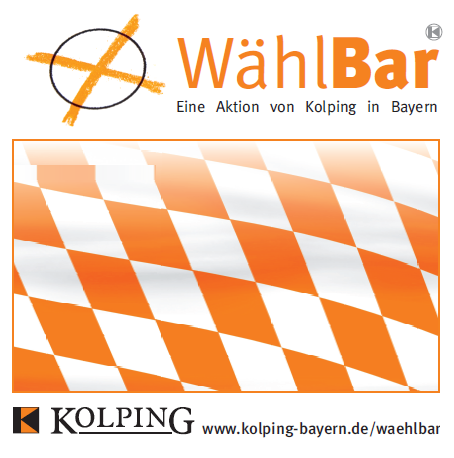 WählBar
Eine Aktion von Kolping in Bayern
KOLPING
www.kolping-bayern.de/waehlbar